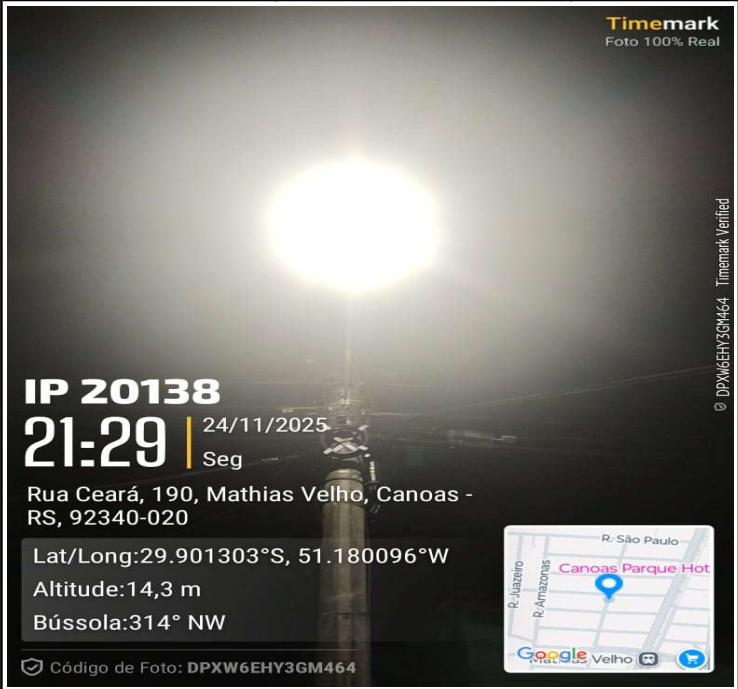 Timemark
Foto 100% Real
DPXW6EHY3GM464 Timemark Verified
IP 20138
21:29
24/11/2025
Seg
Rua Ceará, 190, Mathias Velho, Canoas -
RS, 92340-020
Lat/Long:29.901303°S, 51.180096°W
Altitude:14,3 m
Bússola:314° NW
Código de Foto: DPXW6EHY3GM464
R. São Paulo
Canoas Parque Hot
R. Juazeiro
R. Amazonas
Google
Mathias Velho